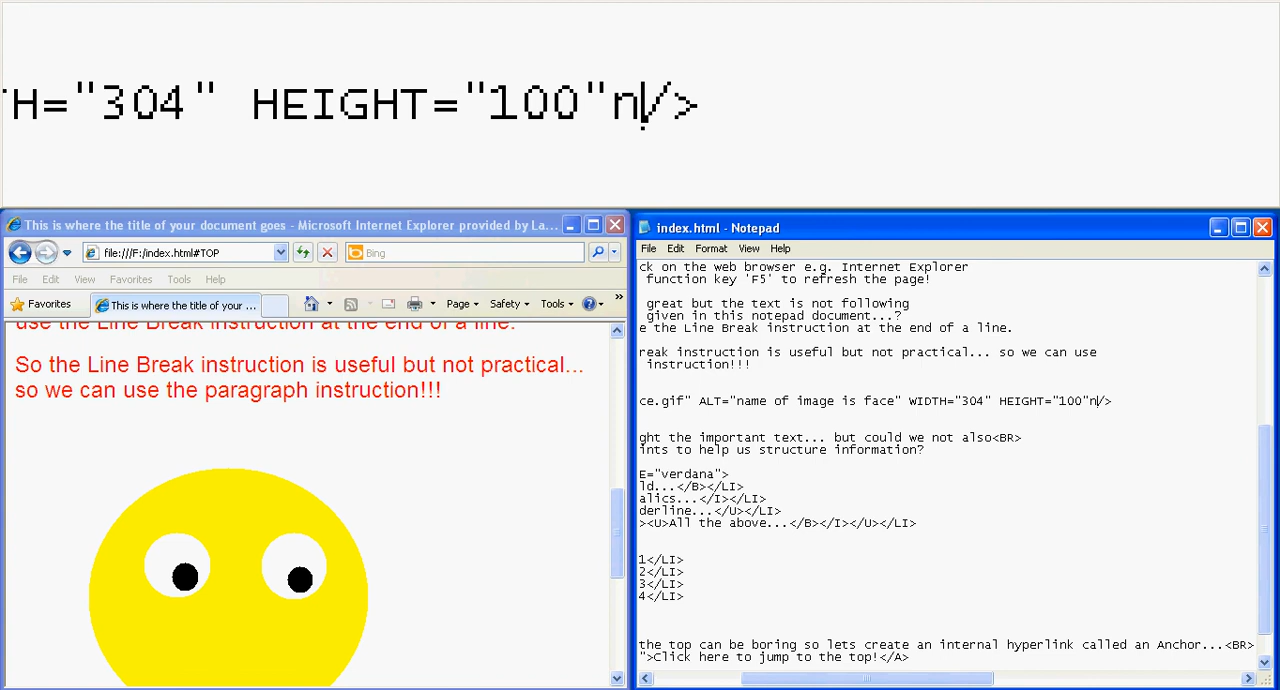 TH="304" HEIGHT="100"n/>
This is where the title of your document goes - Microsoft Internet Explorer provided by La...
file:///F:/index.html#TOP
Bing
File Edit View Favorites Tools Help
Favorites
This is where the title of your ...
Page
Safety
Tools
use the Line Break instruction at the end of a line.
So the Line Break instruction is useful but not practical...
so we can use the paragraph instruction!!!
index.html - Notepad
File Edit Format View Help
ck on the web browser e.g. Internet Explorer
function key 'F5' to refresh the page!
great but the text is not following
given in this notepad document...?
e the Line Break instruction at the end of a line.
reak instruction is useful but not practical... so we can use
instruction!!!
ce.gif" ALT="name of image is face" WIDTH="304" HEIGHT="100"n/>
ght the important text... but could we not also<BR>
ints to help us structure information?
E="verdana">
ld...</B></LI>
alics...</I></LI>
derline...</U></LI>
><U>All the above...</B></I></U></LI>
1</LI>
2</LI>
3</LI>
4</LI>
the top can be boring so lets create an internal hyperlink called an Anchor...<BR>
">Click here to jump to the top!</A>